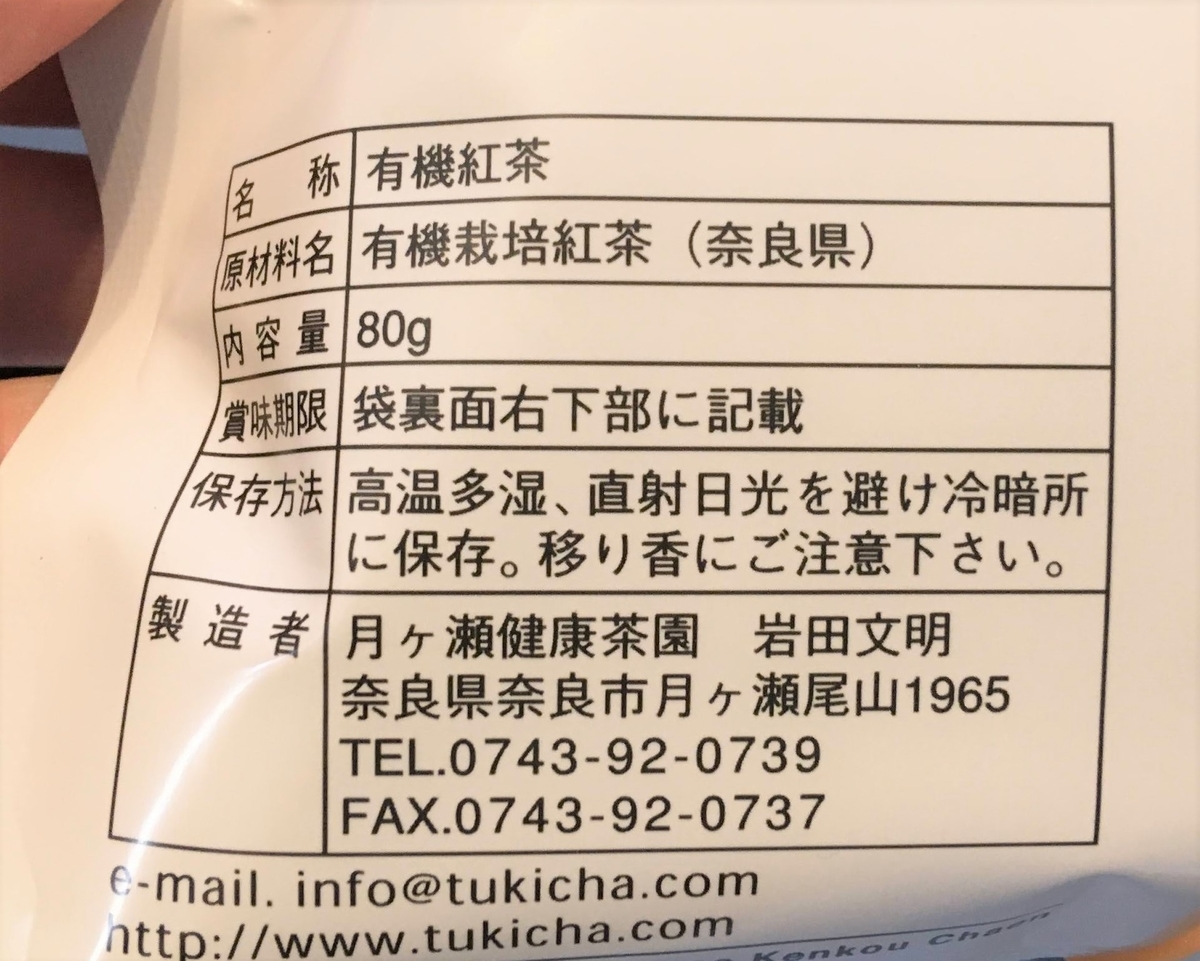 名 称 有機紅茶
原材料名 有機栽培紅茶（奈良県）
内容量 80g
賞味期限 袋裏面右下部に記載
保存方法 高温多湿、直射日光を避け冷暗所
に保存。移り香にご注意下さい。
製造者 月ヶ瀬健康茶園 岩田文明
奈良県奈良市月ヶ瀬尾山1965
TEL.0743-92-0739
FAX.0743-92-0737
e-mail. info@tukicha.com
http://www.tukicha.com
Kenkou Chaen